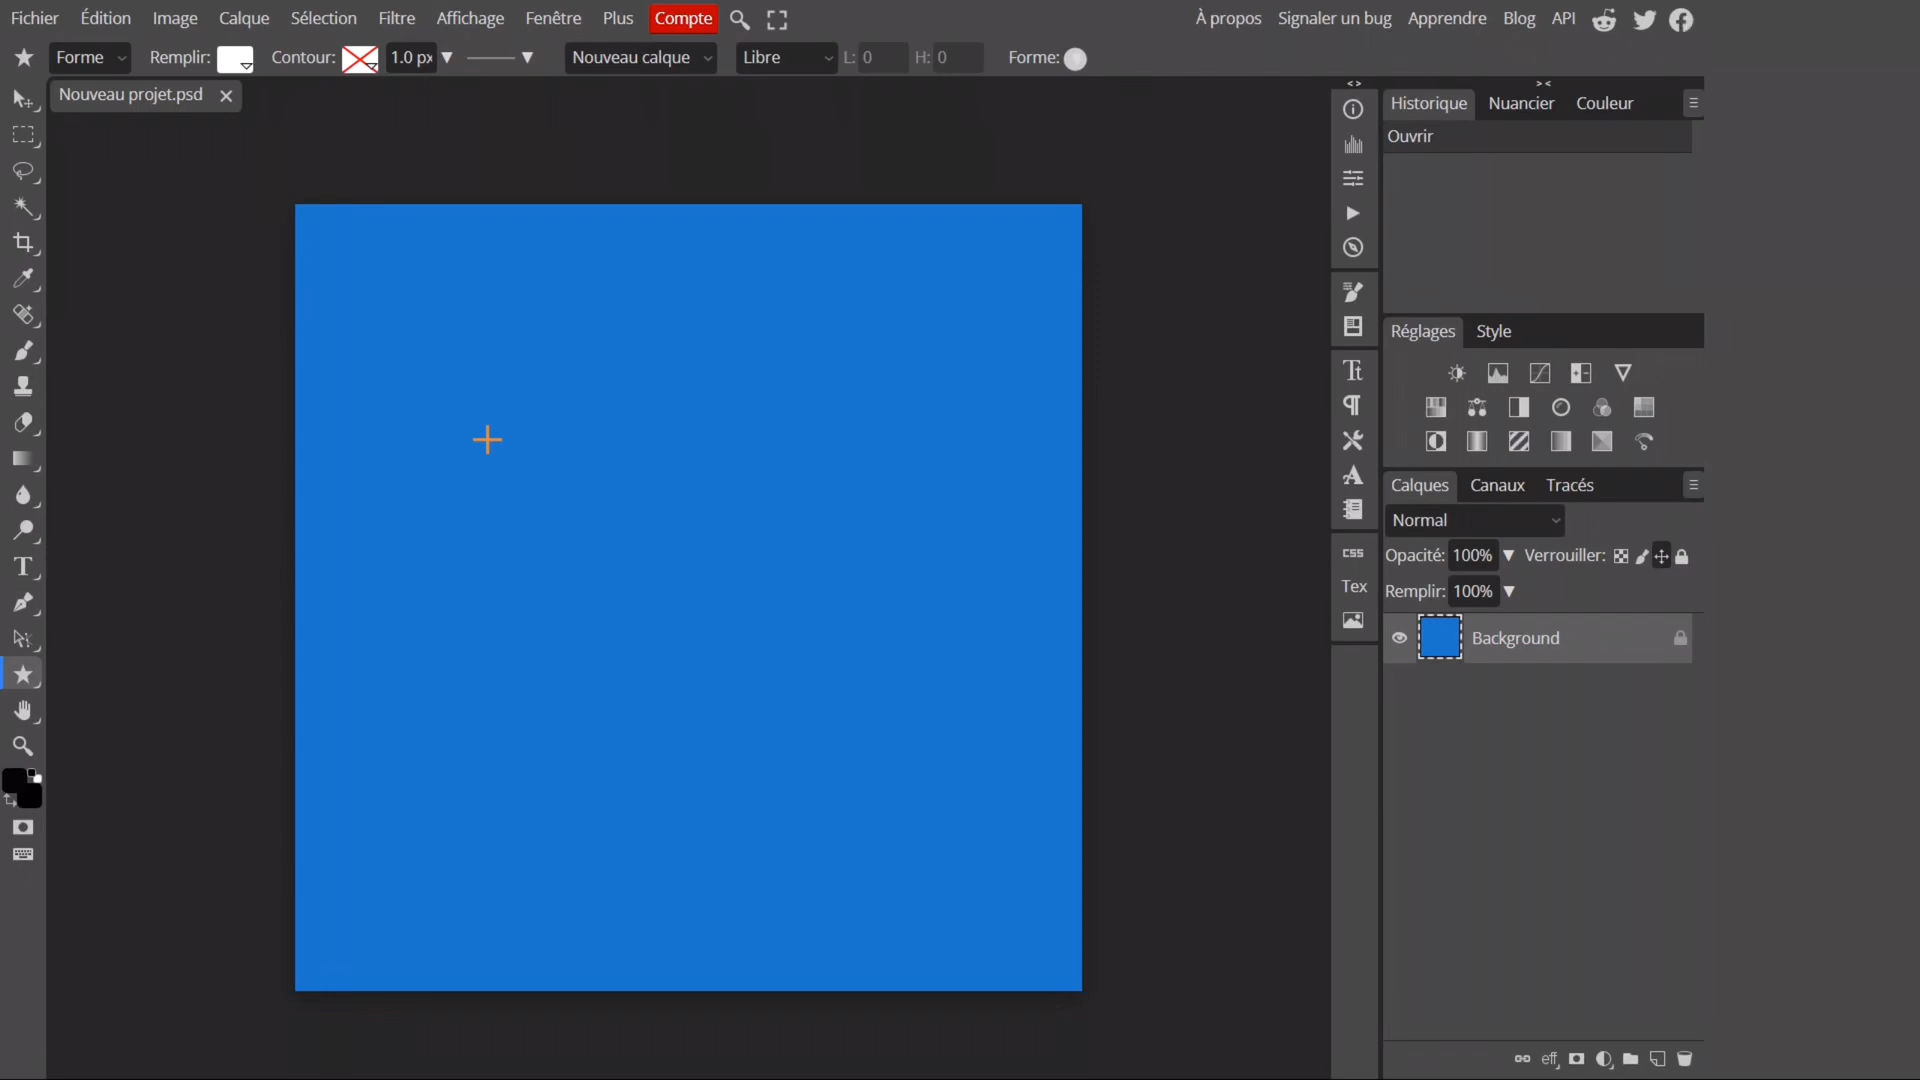 Fichier Édition Image Calque Sélection Filtre Affichage Fenêtre Plus Compte À propos Signaler un bug Apprendre Blog API
Forme Remplir: Contour: 1.0 px Nouveau calque Libre L: 0 H: 0 Forme:
Nouveau projet.psd
Historique Nuancier Couleur
Ouvrir
Réglages Style
Tt
Calques Canaux Tracés
Normal
CSS
Opacité: 100% Verrouiller:
Tex
Remplir: 100%
T
Background
eff